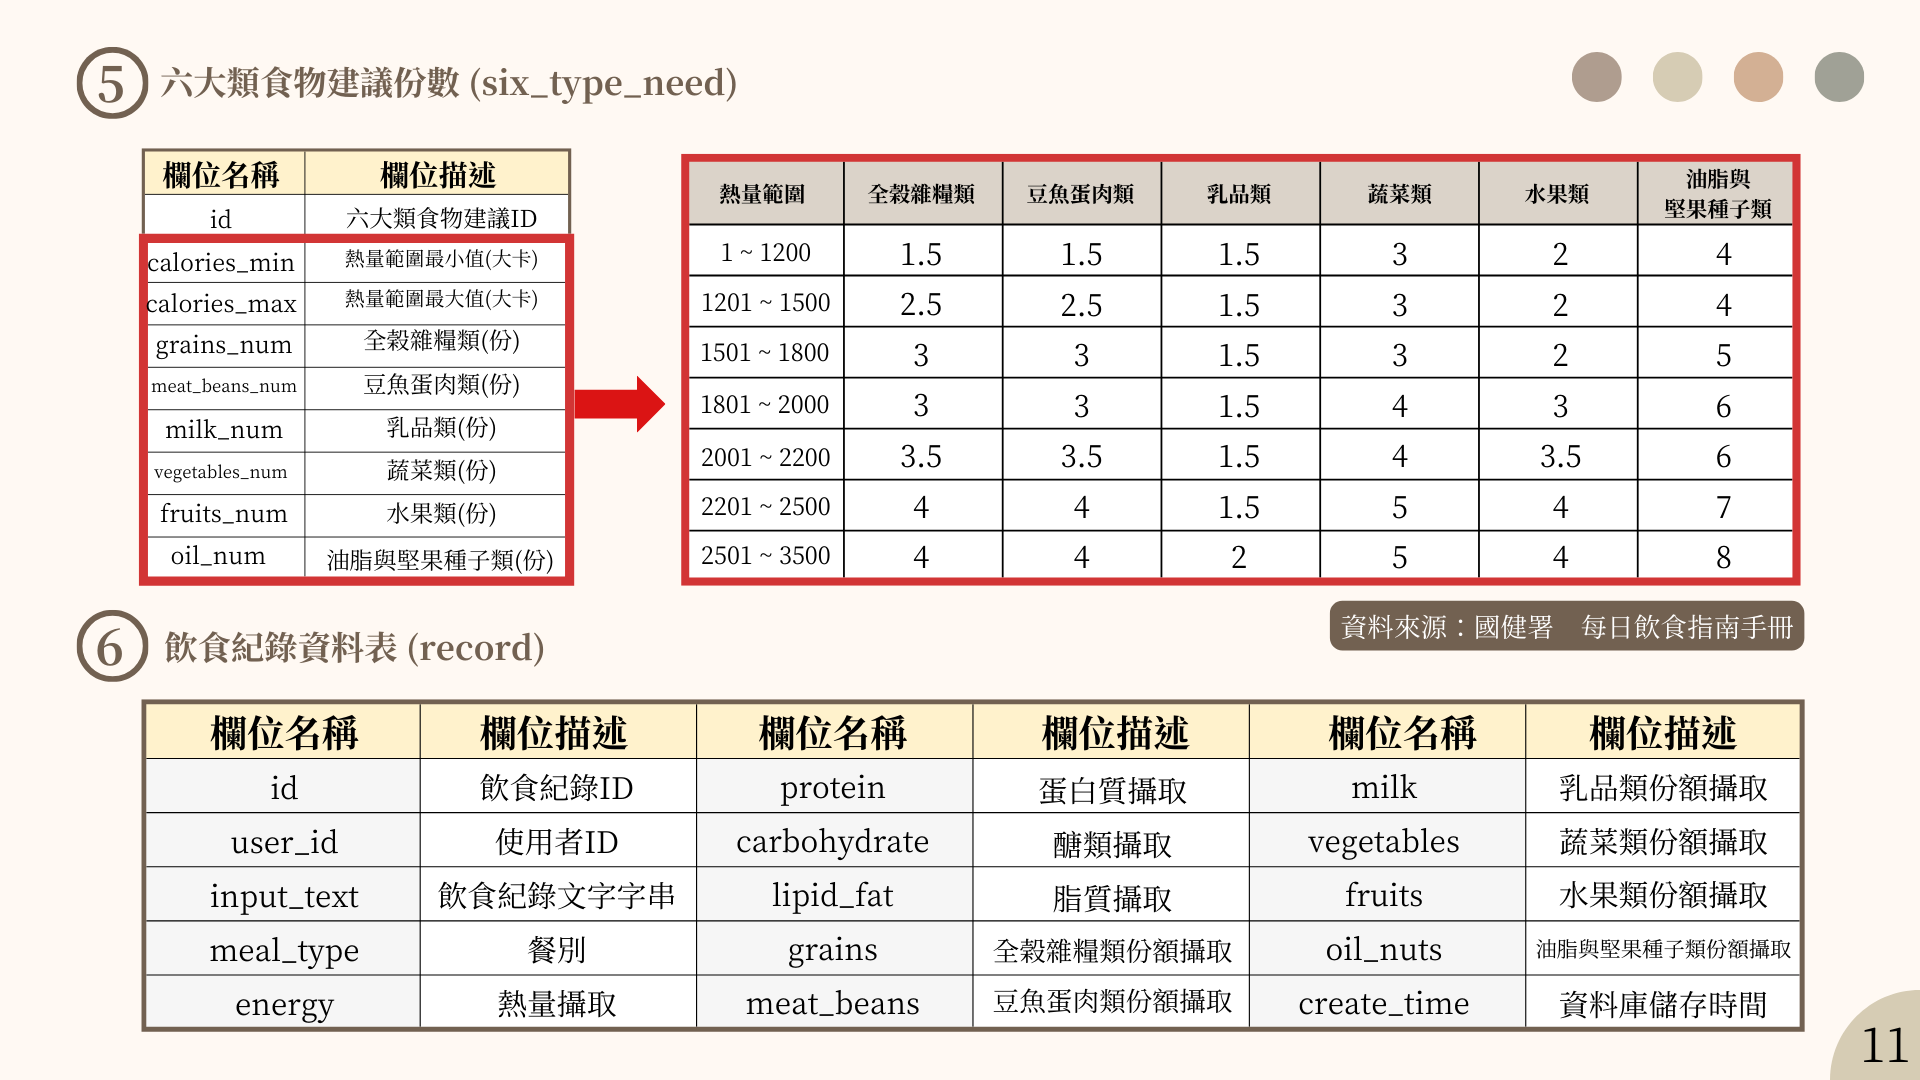 5 六大類食物建議份數 (six_type_need)
欄位名稱 欄位描述
id 六大類食物建議ID
calories_min 熱量範圍最小值(大卡)
calories_max 熱量範圍最大值(大卡)
grains_num 全穀雜糧類(份)
meat_beans_num 豆魚蛋肉類(份)
milk_num 乳品類(份)
vegetables_num 蔬菜類(份)
fruits_num 水果類(份)
oil_num 油脂與堅果種子類(份)
熱量範圍 全穀雜糧類 豆魚蛋肉類 乳品類 蔬菜類 水果類 油脂與
堅果種子類
1 ~ 1200 1.5 1.5 1.5 3 2 4
1201 ~ 1500 2.5 2.5 1.5 3 2 4
1501 ~ 1800 3 3 1.5 3 2 5
1801 ~ 2000 3 3 1.5 4 3 6
2001 ~ 2200 3.5 3.5 1.5 4 3.5 6
2201 ~ 2500 4 4 1.5 5 4 7
2501 ~ 3500 4 4 2 5 4 8
資料來源：國健署　每日飲食指南手冊
6 飲食紀錄資料表 (record)
欄位名稱 欄位描述 欄位名稱 欄位描述 欄位名稱 欄位描述
id 飲食紀錄ID protein 蛋白質攝取 milk 乳品類份額攝取
user_id 使用者ID carbohydrate 醣類攝取 vegetables 蔬菜類份額攝取
input_text 飲食紀錄文字字串 lipid_fat 脂質攝取 fruits 水果類份額攝取
meal_type 餐別 grains 全穀雜糧類份額攝取 oil_nuts 油脂與堅果種子類份額攝取
energy 熱量攝取 meat_beans 豆魚蛋肉類份額攝取 create_time 資料庫儲存時間
11